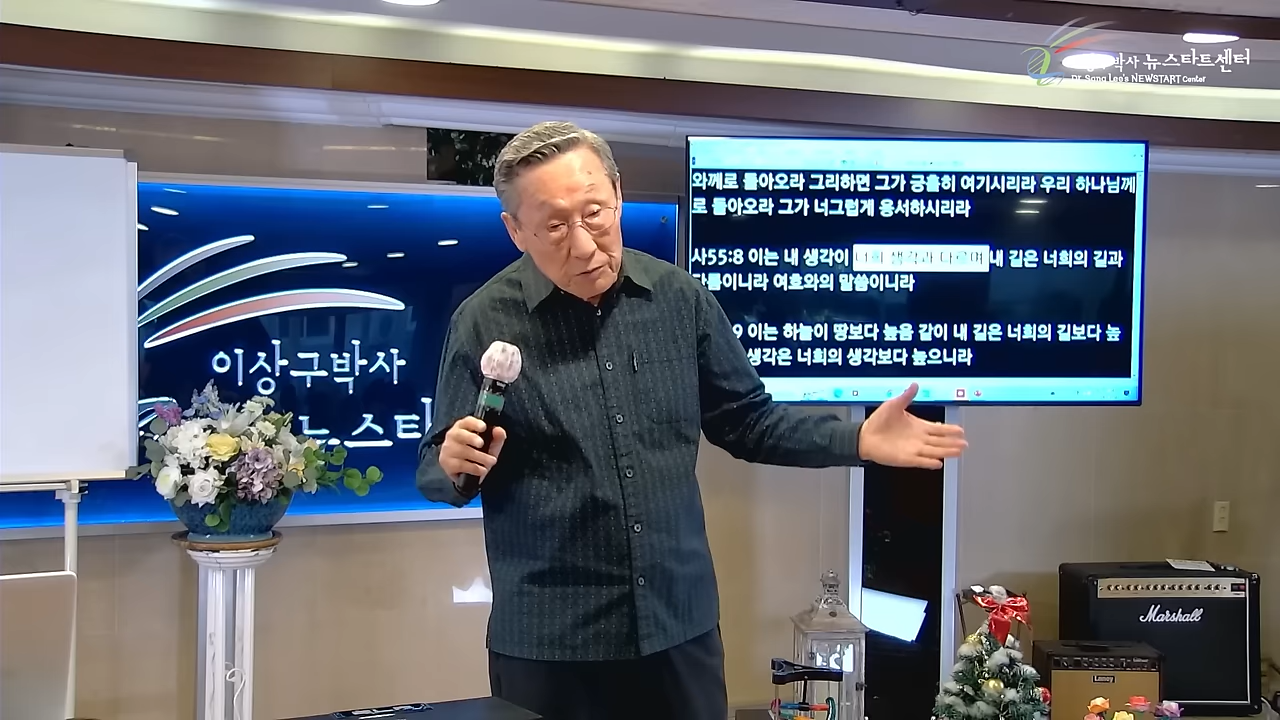 박사 뉴스타트센터
Dr. Sang Lee's NEWSTART Center
와께로 돌아오라 그리하면 그가 긍휼히 여기시리라 우리 하나님께
로 돌아오라 그가 너그럽게 용서하시리라
사55:8 이는 내 생각이 너희 생각과 다르며 내 길은 너희의 길과
다름이니라 여호와의 말씀이니라
9 이는 하늘이 땅보다 높음 같이 내 길은 너희의 길보다 높
생각은 너희의 생각보다 높으니라
이상구박사
뉴스타
Marshall
Laney